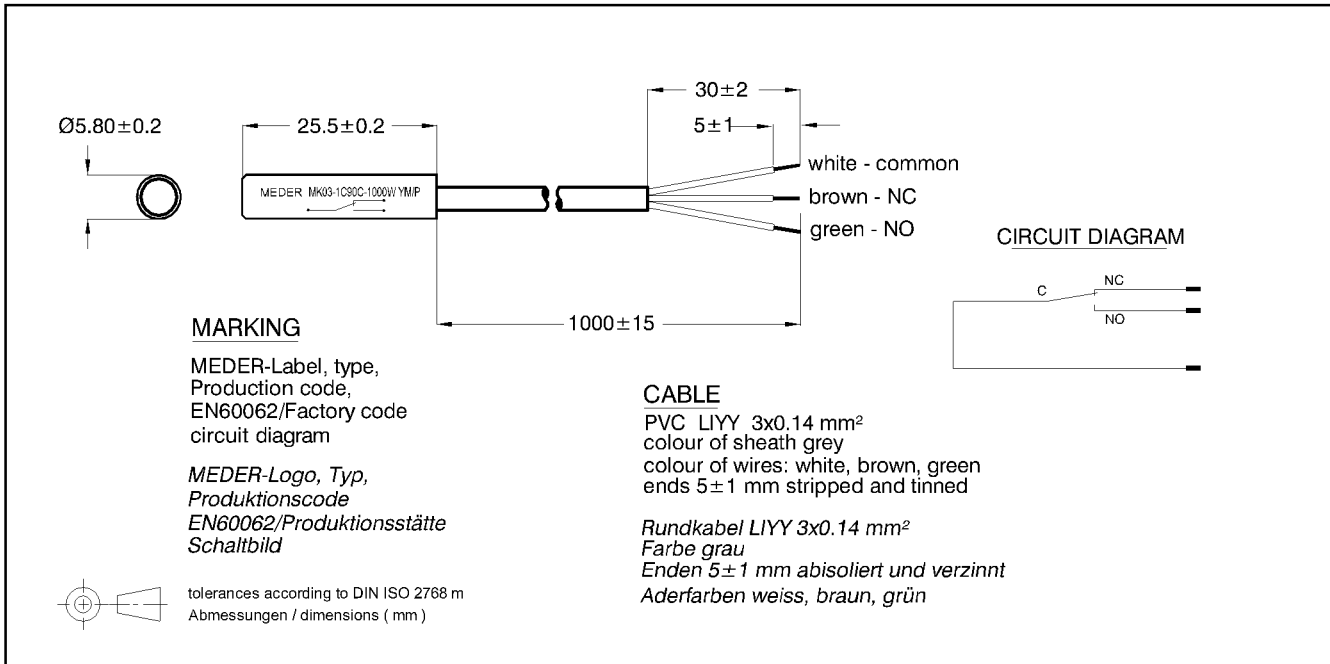 30±2
Ø5.80±0.2
25.5±0.2
5±1
white - common
MEDER MK03-1C90C-1000W YM/P
brown - NC
green - NO
CIRCUIT DIAGRAM
C
NC
NO
1000±15
MARKING
MEDER-Label, type,
Production code,
EN60062/Factory code
circuit diagram
MEDER-Logo, Typ,
Produktionscode
EN60062/Produktionsstätte
Schaltbild
CABLE
PVC LIYY 3x0.14 mm²
colour of sheath grey
colour of wires: white, brown, green
ends 5±1 mm stripped and tinned
Rundkabel LIYY 3x0.14 mm²
Farbe grau
Enden 5±1 mm abisoliert und verzinnt
Aderfarben weiss, braun, grün
tolerances according to DIN ISO 2768 m
Abmessungen / dimensions ( mm )